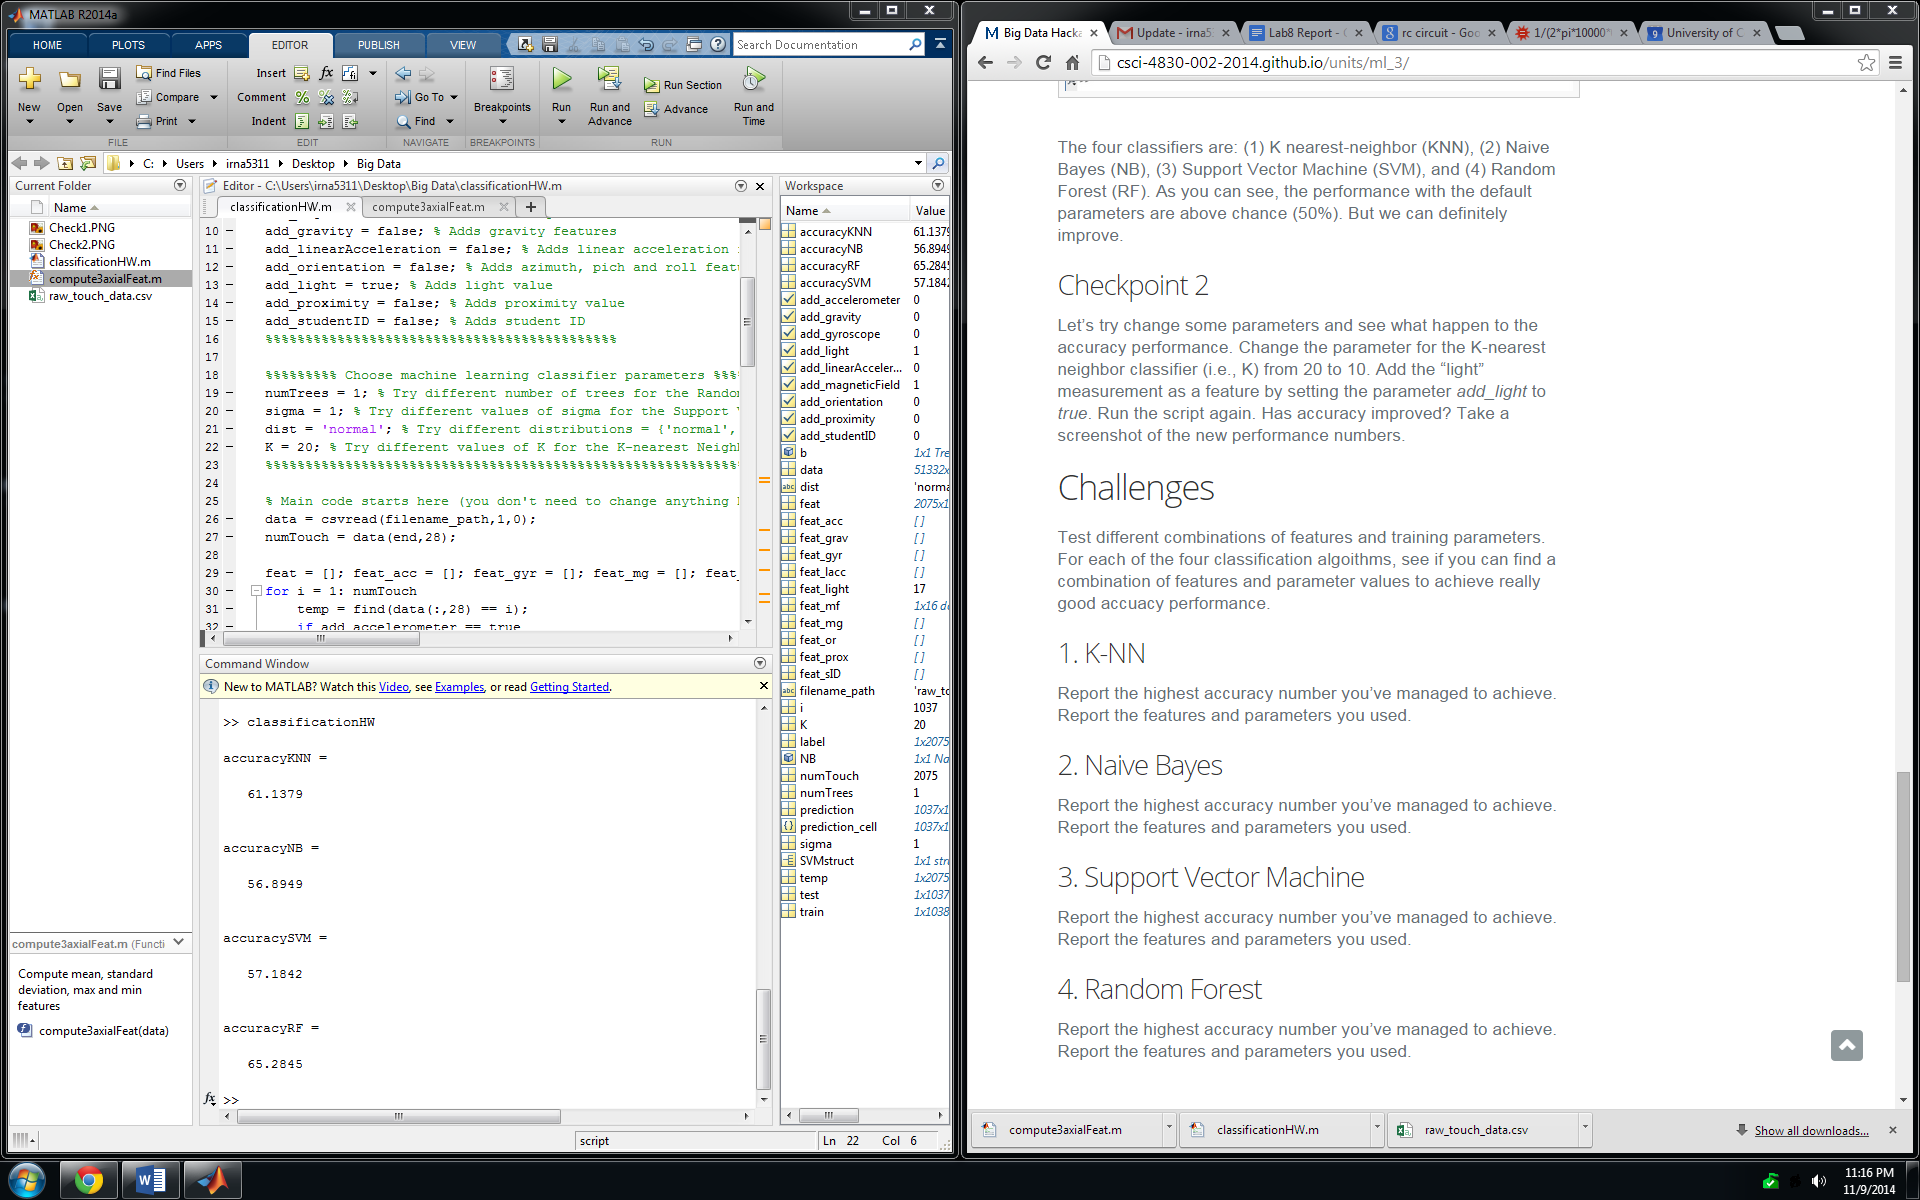 MATLAB R2014a
HOME PLOTS APPS EDITOR PUBLISH VIEW Search Documentation
New Open Save Find Files Compare Print Insert Comment Indent Go To Find Breakpoints Run Run and Advance Run Section Advance Run and Time
FILE EDIT NAVIGATE BREAKPOINTS RUN
C: Users irna5311 Desktop Big Data
Current Folder
Name
Check1.PNG
Check2.PNG
classificationHW.m
compute3axialFeat.m
raw_touch_data.csv
compute3axialFeat.m (Functi
Compute mean, standard
deviation, max and min
features
compute3axialFeat(data)
Editor - C:\Users\irna5311\Desktop\Big Data\classificationHW.m
classificationHW.m compute3axialFeat.m
10 add_gravity = false; % Adds gravity features
11 add_linearAcceleration = false; % Adds linear acceleration
12 add_orientation = false; % Adds azimuth, pich and roll feat
13 add_light = true; % Adds light value
14 add_proximity = false; % Adds proximity value
15 add_studentID = false; % Adds student ID
16 %%%%%%%%%%%%%%%%%%%%%%%%%%%%%%%%%%%%%%%%%%%%
17
18 %%%%%%%%% Choose machine learning classifier parameters %%%%
19 numTrees = 1; % Try different number of trees for the Rando
20 sigma = 1; % Try different values of sigma for the Support
21 dist = 'normal'; % Try different distributions = {'normal',
22 K = 20; % Try different values of K for the K-nearest Neigh
23 %%%%%%%%%%%%%%%%%%%%%%%%%%%%%%%%%%%%%%%%%%%%%%%%%%%%%%%%%%%%
24
25 % Main code starts here (you don't need to change anything
26 data = csvread(filename_path,1,0);
27 numTouch = data(end,28);
28
29 feat = []; feat_acc = []; feat_gyr = []; feat_mg = []; feat_
30 for i = 1: numTouch
31 temp = find(data(:,28) == i);
32 if add_accelerometer == true
Command Window
New to MATLAB? Watch this Video, see Examples, or read Getting Started.
>> classificationHW
accuracyKNN =
61.1379
accuracyNB =
56.8949
accuracySVM =
57.1842
accuracyRF =
65.2845
fx >>
script Ln 22 Col 6
Workspace
Name Value
accuracyKNN 61.1379
accuracyNB 56.8949
accuracyRF 65.2845
accuracySVM 57.1842
add_accelerometer 0
add_gravity 0
add_gyroscope 0
add_light 1
add_linearAcceler... 0
add_magneticField 1
add_orientation 0
add_proximity 0
add_studentID 0
b 1x1 Tre
data 51332x
dist 'norma
feat 2075x1
feat_acc []
feat_grav []
feat_gyr []
feat_lacc []
feat_light 17
feat_mf 1x16 d
feat_mg []
feat_or []
feat_prox []
feat_sID []
filename_path 'raw_to
i 1037
K 20
label 1x2075
NB 1x1 Na
numTouch 2075
numTrees 1
prediction 1037x1
prediction_cell 1037x1
sigma 1
SVMstruct 1x1 stru
temp 1x2075
test 1x1037
train 1x1038
Big Data Hacka Update - irna5 Lab8 Report - G rc circuit - Goo 1/(2*pi*10000* University of C
csci-4830-002-2014.github.io/units/ml_3/
The four classifiers are: (1) K nearest-neighbor (KNN), (2) Naive
Bayes (NB), (3) Support Vector Machine (SVM), and (4) Random
Forest (RF). As you can see, the performance with the default
parameters are above chance (50%). But we can definitely
improve.
Checkpoint 2
Let's try change some parameters and see what happen to the
accuracy performance. Change the parameter for the K-nearest
neighbor classifier (i.e., K) from 20 to 10. Add the “light”
measurement as a feature by setting the parameter add_light to
true. Run the script again. Has accuracy improved? Take a
screenshot of the new performance numbers.
Challenges
Test different combinations of features and training parameters.
For each of the four classification algoithms, see if you can find a
combination of features and parameter values to achieve really
good accuacy performance.
1. K-NN
Report the highest accuracy number you've managed to achieve.
Report the features and parameters you used.
2. Naive Bayes
Report the highest accuracy number you've managed to achieve.
Report the features and parameters you used.
3. Support Vector Machine
Report the highest accuracy number you've managed to achieve.
Report the features and parameters you used.
4. Random Forest
Report the highest accuracy number you've managed to achieve.
Report the features and parameters you used.
compute3axialFeat.m classificationHW.m raw_touch_data.csv Show all downloads...
11:16 PM
11/9/2014